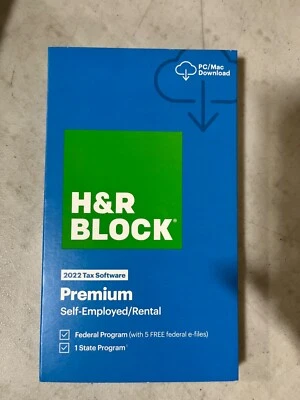 PC/Mac
Download
H&R
BLOCK®
2022 Tax Software
Premium
Self-Employed/Rental
Federal Program (with 5 FREE federal e-files)
1 State Program